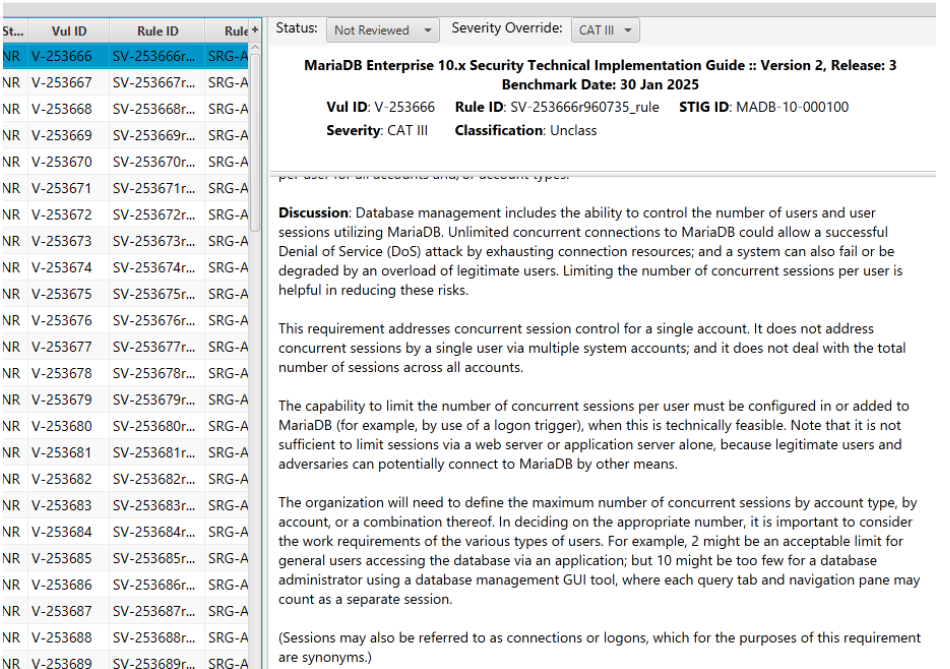 St... Vul ID Rule ID Rule +
NR V-253666 SV-253666r... SRG-A
NR V-253667 SV-253667r... SRG-A
NR V-253668 SV-253668r... SRG-A
NR V-253669 SV-253669r... SRG-A
NR V-253670 SV-253670r... SRG-A
NR V-253671 SV-253671r... SRG-A
NR V-253672 SV-253672r... SRG-A
NR V-253673 SV-253673r... SRG-A
NR V-253674 SV-253674r... SRG-A
NR V-253675 SV-253675r... SRG-A
NR V-253676 SV-253676r... SRG-A
NR V-253677 SV-253677r... SRG-A
NR V-253678 SV-253678r... SRG-A
NR V-253679 SV-253679r... SRG-A
NR V-253680 SV-253680r... SRG-A
NR V-253681 SV-253681r... SRG-A
NR V-253682 SV-253682r... SRG-A
NR V-253683 SV-253683r... SRG-A
NR V-253684 SV-253684r... SRG-A
NR V-253685 SV-253685r... SRG-A
NR V-253686 SV-253686r... SRG-A
NR V-253687 SV-253687r... SRG-A
NR V-253688 SV-253688r... SRG-A
NR V-253689 SV-253689r... SRG-A
Status: Not Reviewed Severity Override: CAT III
MariaDB Enterprise 10.x Security Technical Implementation Guide :: Version 2, Release: 3
Benchmark Date: 30 Jan 2025
Vul ID: V-253666 Rule ID: SV-253666r960735_rule STIG ID: MADB-10-000100
Severity: CAT III Classification: Unclass
per user for all accounts and/or account types.
Discussion: Database management includes the ability to control the number of users and user
sessions utilizing MariaDB. Unlimited concurrent connections to MariaDB could allow a successful
Denial of Service (DoS) attack by exhausting connection resources; and a system can also fail or be
degraded by an overload of legitimate users. Limiting the number of concurrent sessions per user is
helpful in reducing these risks.
This requirement addresses concurrent session control for a single account. It does not address
concurrent sessions by a single user via multiple system accounts; and it does not deal with the total
number of sessions across all accounts.
The capability to limit the number of concurrent sessions per user must be configured in or added to
MariaDB (for example, by use of a logon trigger), when this is technically feasible. Note that it is not
sufficient to limit sessions via a web server or application server alone, because legitimate users and
adversaries can potentially connect to MariaDB by other means.
The organization will need to define the maximum number of concurrent sessions by account type, by
account, or a combination thereof. In deciding on the appropriate number, it is important to consider
the work requirements of the various types of users. For example, 2 might be an acceptable limit for
general users accessing the database via an application; but 10 might be too few for a database
administrator using a database management GUI tool, where each query tab and navigation pane may
count as a separate session.
(Sessions may also be referred to as connections or logons, which for the purposes of this requirement
are synonyms.)